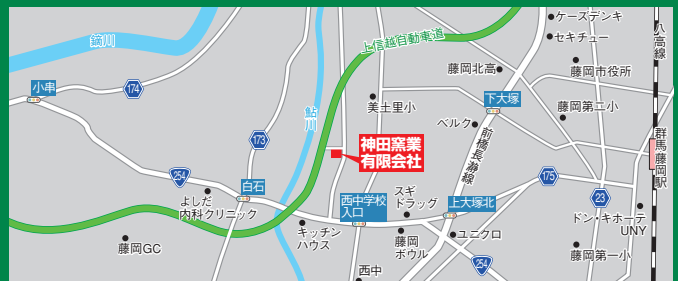 ケーズデンキ
セキチュー
八高線
鏑川
上信越自動車道
藤岡北高
藤岡市役所
小串
174
鮎川
美土里小
下大塚
藤岡第二小
ベルク
前橋長瀞線
173
神田窯業
有限会社
群馬藤岡駅
254
白石
よしだ
内科クリニック
西中学校
入口
スギ
ドラッグ
上大塚北
175
23
ドン・キホーテ
UNY
キッチン
ハウス
藤岡
ボウル
ユニクロ
藤岡GC
西中
254
藤岡第一小